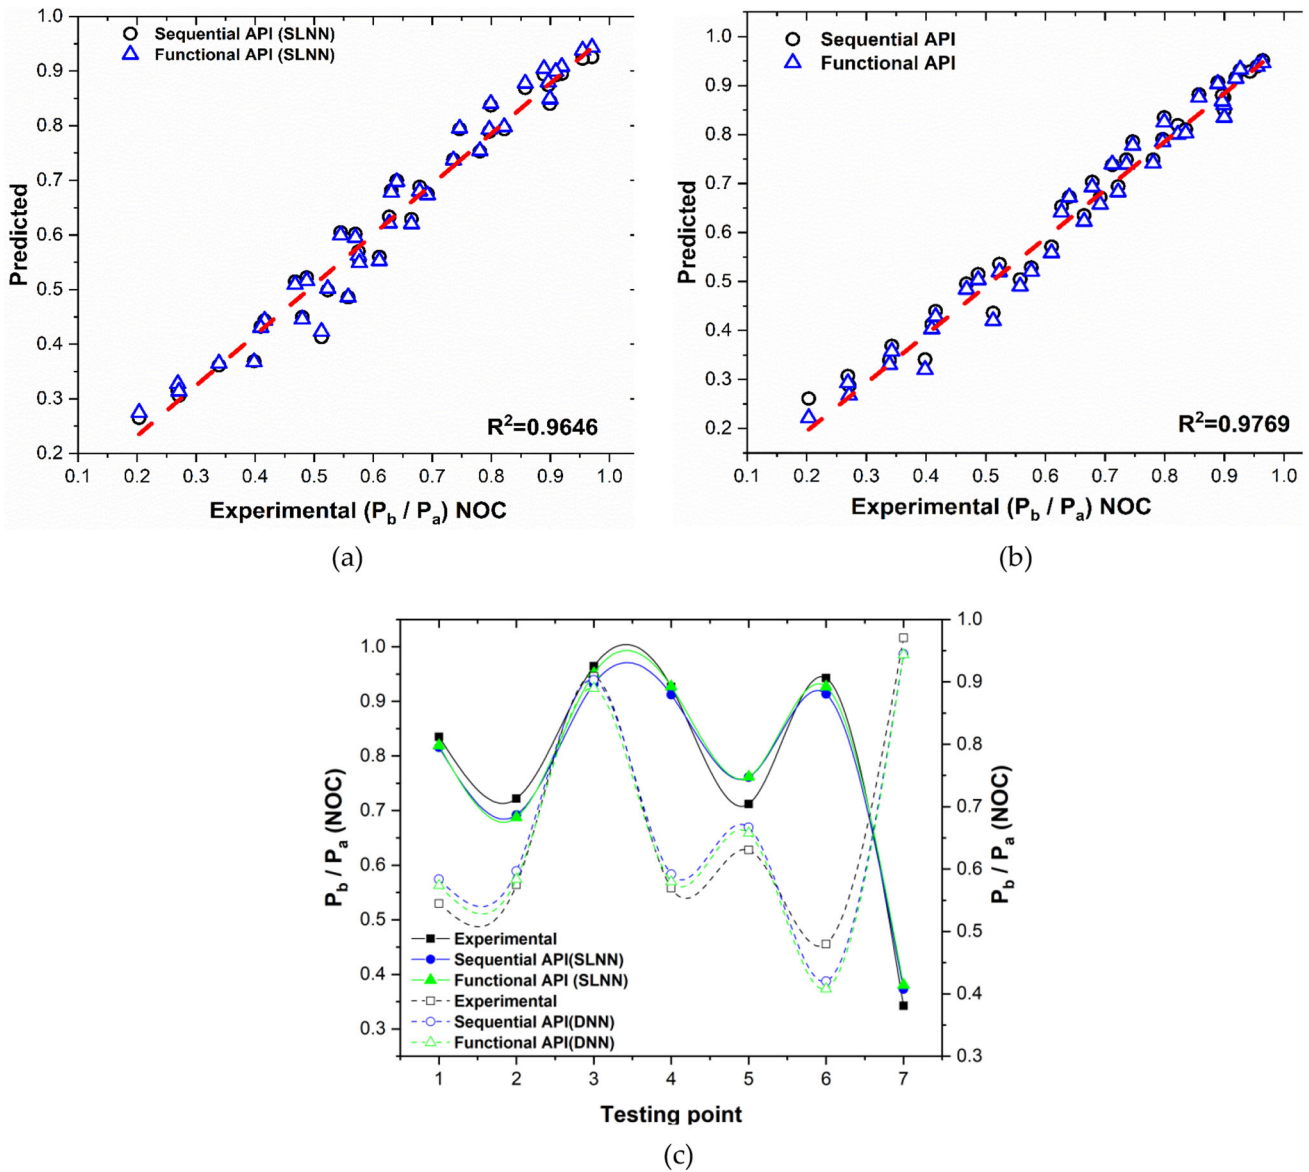 (a)
Sequential API (SLNN)
Functional API (SLNN)
1.0
0.9
0.8
0.7
0.6
0.5
0.4
0.3
0.2
Predicted
R²=0.9646
0.1 0.2 0.3 0.4 0.5 0.6 0.7 0.8 0.9 1.0
Experimental (P_b / P_a) NOC
(a)
(b)
Sequential API
Functional API
1.0
0.9
0.8
0.7
0.6
0.5
0.4
0.3
0.2
Predicted
R²=0.9769
0.1 0.2 0.3 0.4 0.5 0.6 0.7 0.8 0.9 1.0
Experimental (P_b / P_a) NOC
(b)
(c)
1.0
0.9
0.8
0.7
0.6
0.5
0.4
0.3
P_b / P_a (NOC)
Experimental
Sequential API(SLNN)
Functional API (SLNN)
Experimental
Sequential API(DNN)
Functional API(DNN)
1.0
0.9
0.8
0.7
0.6
0.5
0.4
0.3
P_b / P_a (NOC)
1 2 3 4 5 6 7
Testing point
(c)